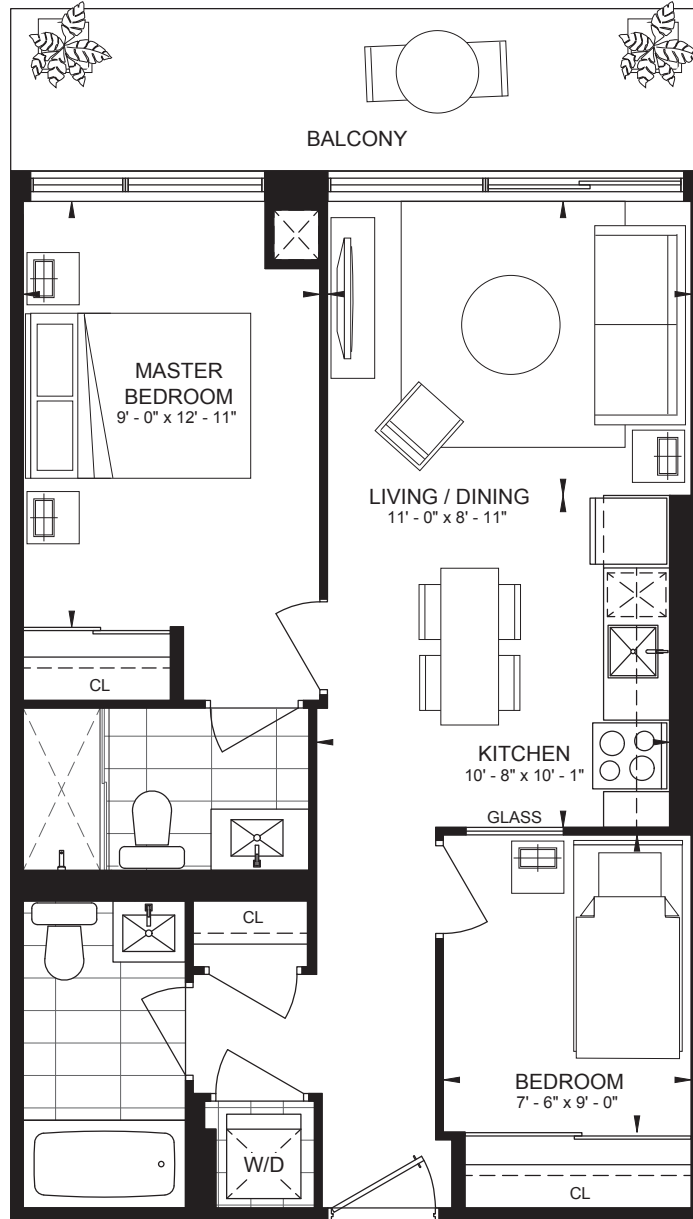 BALCONY
MASTER
BEDROOM
9' - 0" x 12' - 11"
LIVING / DINING
11' - 0" x 8' - 11"
CL
KITCHEN
10' - 8" x 10' - 1"
GLASS
CL
BEDROOM
7' - 6" x 9' - 0"
W/D
CL